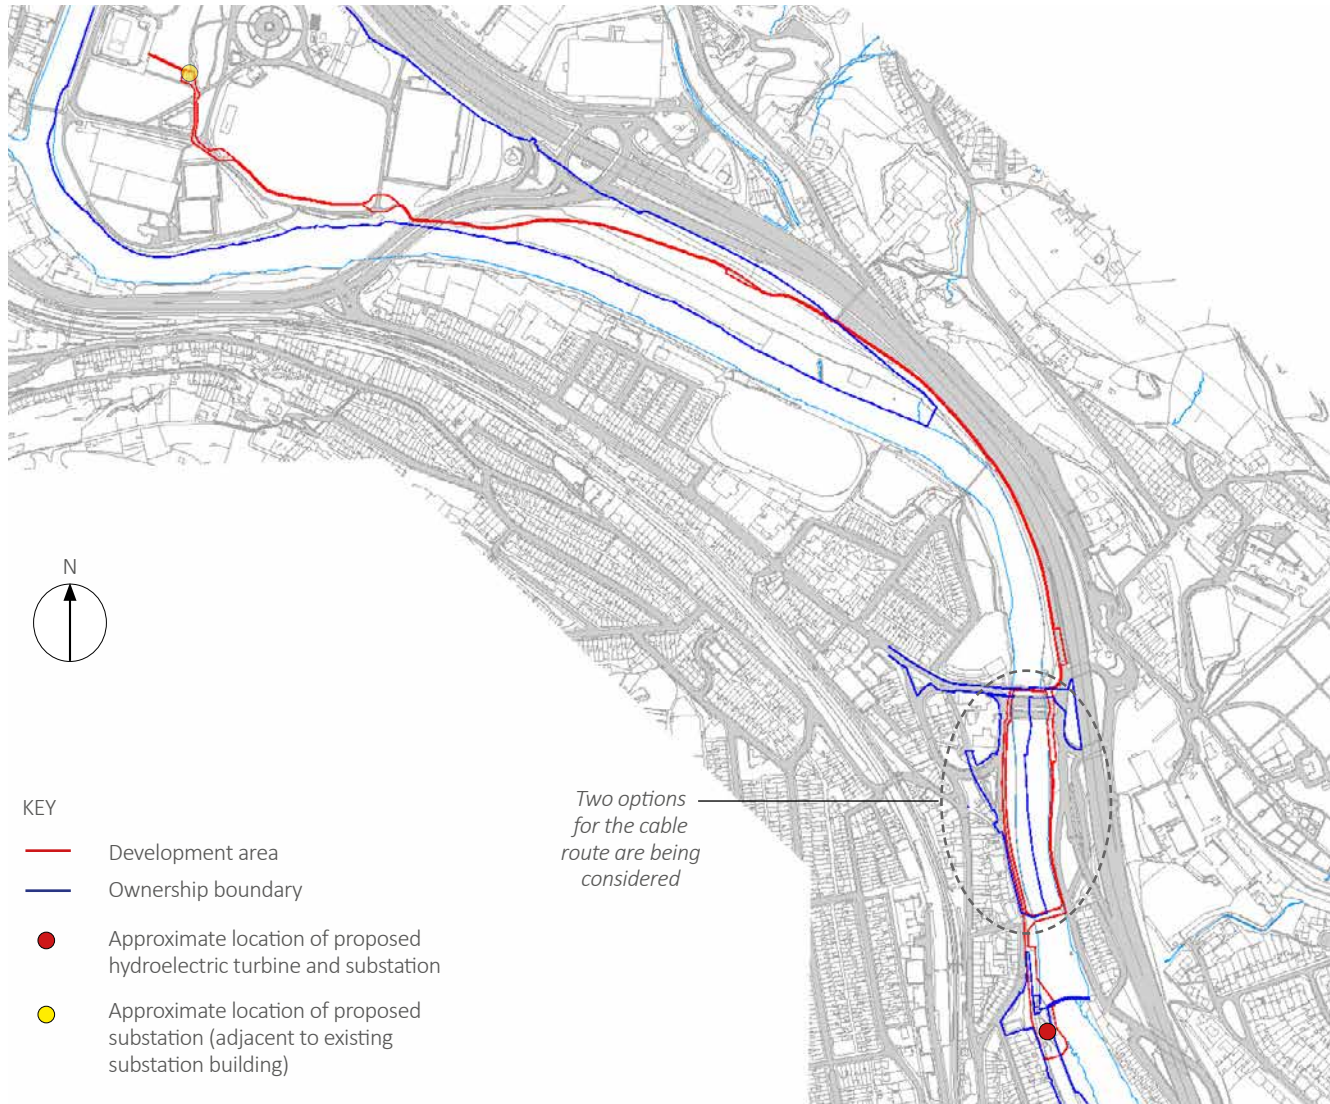 N
Two options
for the cable
route are being
considered
KEY
Development area
Ownership boundary
Approximate location of proposed
hydroelectric turbine and substation
Approximate location of proposed
substation (adjacent to existing
substation building)